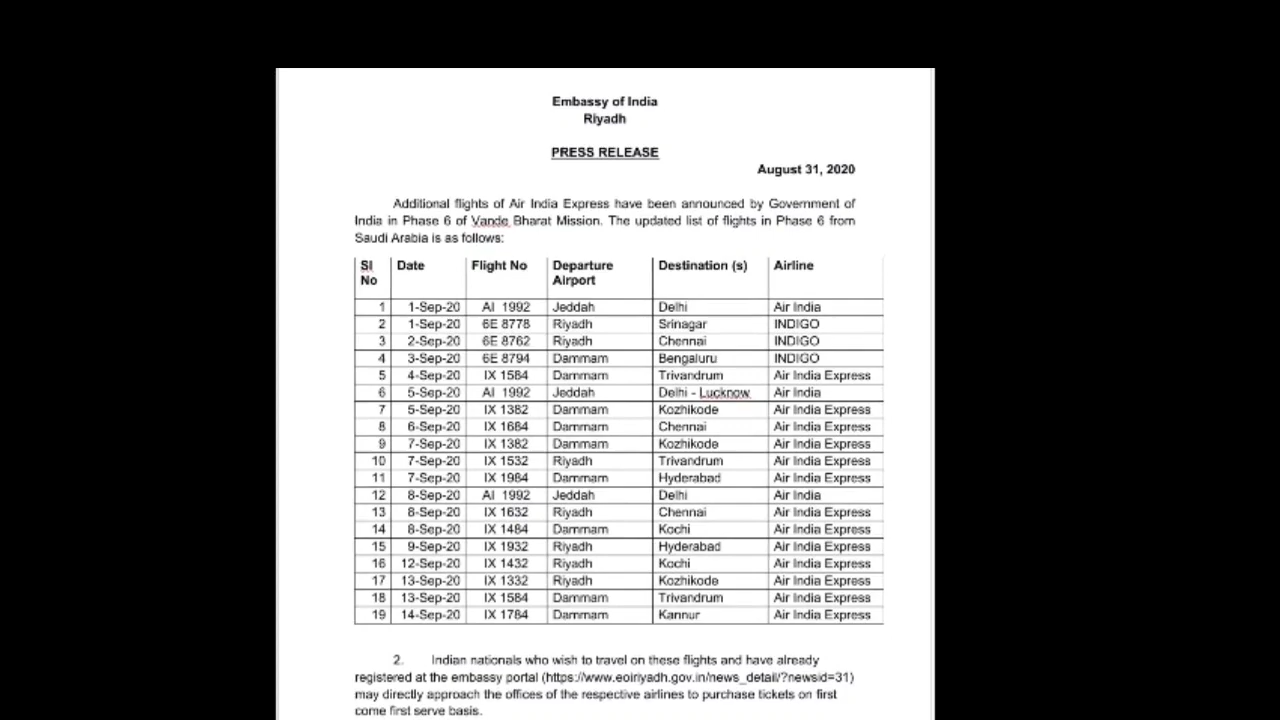 Embassy of India
Riyadh
PRESS RELEASE
August 31, 2020
Additional flights of Air India Express have been announced by Government of
India in Phase 6 of Vande Bharat Mission. The updated list of flights in Phase 6 from
Saudi Arabia is as follows:
Sl No Date Flight No Departure Airport Destination (s) Airline
1 1-Sep-20 AI 1992 Jeddah Delhi Air India
2 1-Sep-20 6E 8778 Riyadh Srinagar INDIGO
3 2-Sep-20 6E 8762 Riyadh Chennai INDIGO
4 3-Sep-20 6E 8794 Dammam Bengaluru INDIGO
5 4-Sep-20 IX 1584 Dammam Trivandrum Air India Express
6 5-Sep-20 AI 1992 Jeddah Delhi - Lucknow Air India
7 5-Sep-20 IX 1382 Dammam Kozhikode Air India Express
8 6-Sep-20 IX 1684 Dammam Chennai Air India Express
9 7-Sep-20 IX 1382 Dammam Kozhikode Air India Express
10 7-Sep-20 IX 1532 Riyadh Trivandrum Air India Express
11 7-Sep-20 IX 1984 Dammam Hyderabad Air India Express
12 8-Sep-20 AI 1992 Jeddah Delhi Air India
13 8-Sep-20 IX 1632 Riyadh Chennai Air India Express
14 8-Sep-20 IX 1484 Dammam Kochi Air India Express
15 9-Sep-20 IX 1932 Riyadh Hyderabad Air India Express
16 12-Sep-20 IX 1432 Riyadh Kochi Air India Express
17 13-Sep-20 IX 1332 Riyadh Kozhikode Air India Express
18 13-Sep-20 IX 1584 Dammam Trivandrum Air India Express
19 14-Sep-20 IX 1784 Dammam Kannur Air India Express
2. Indian nationals who wish to travel on these flights and have already
registered at the embassy portal (https://www.eoiriyadh.gov.in/news_detail/?newsid=31)
may directly approach the offices of the respective airlines to purchase tickets on first
come first serve basis.